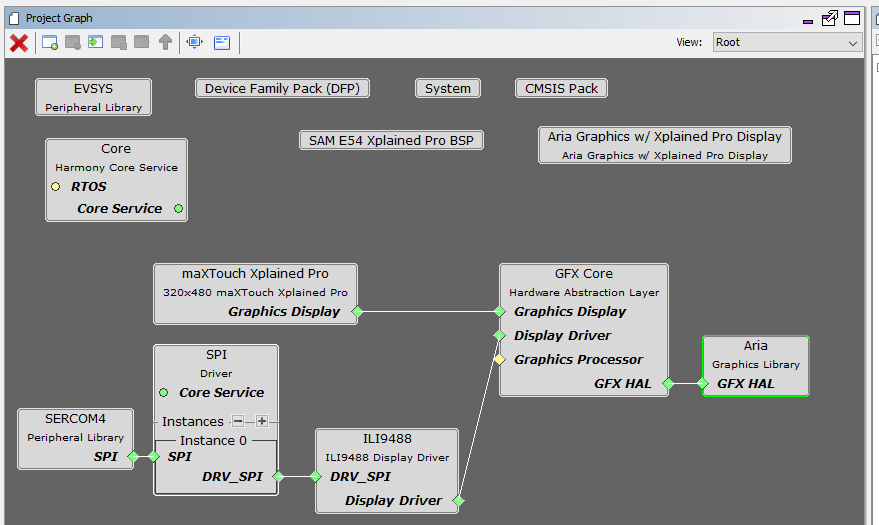 Project Graph
View:
Root
EVSYS
Peripheral Library
Device Family Pack (DFP)
System
CMSIS Pack
SAM E54 Xplained Pro BSP
Aria Graphics w/ Xplained Pro Display
Aria Graphics w/ Xplained Pro Display
Core
Harmony Core Service
RTOS
Core Service
maXTouch Xplained Pro
320x480 maXTouch Xplained Pro
Graphics Display
GFX Core
Hardware Abstraction Layer
Graphics Display
Display Driver
Graphics Processor
GFX HAL
Aria
Graphics Library
GFX HAL
SPI
Driver
Core Service
Instances
Instance 0
SPI
DRV_SPI
SERCOM4
Peripheral Library
SPI
ILI9488
ILI9488 Display Driver
DRV_SPI
Display Driver